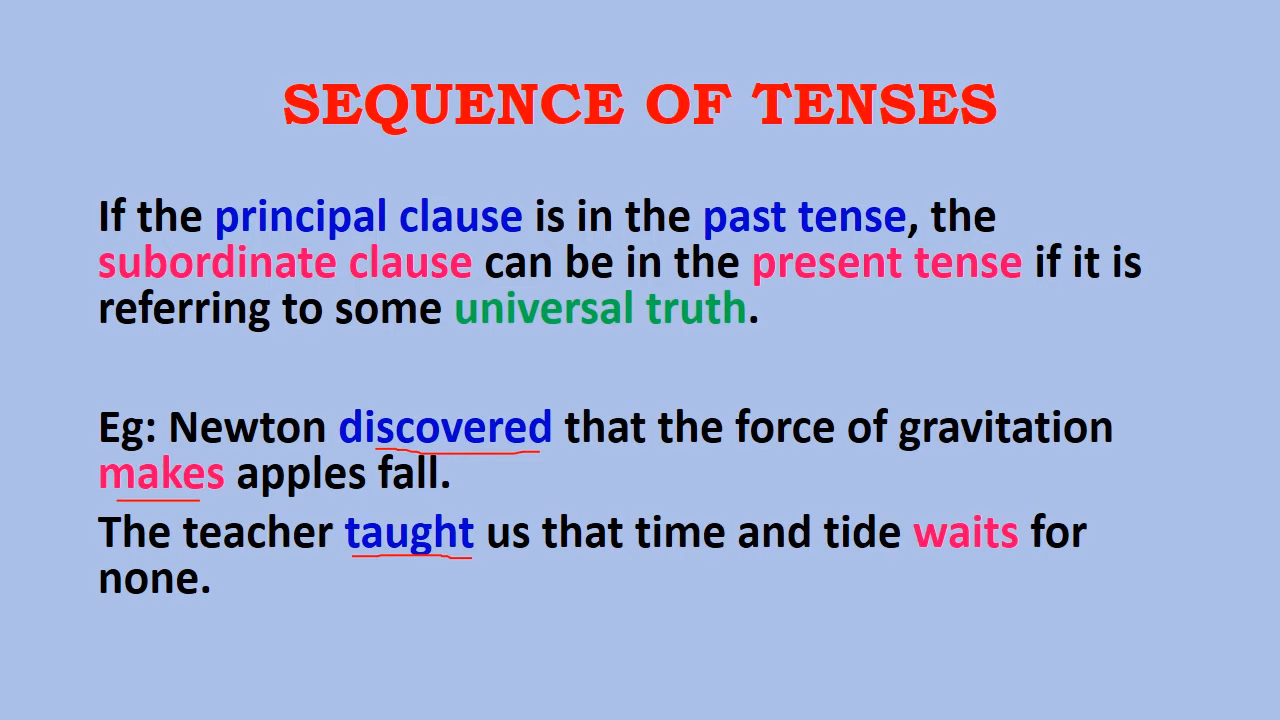 SEQUENCE OF TENSES
If the principal clause is in the past tense, the
subordinate clause can be in the present tense if it is
referring to some universal truth.
Eg: Newton discovered that the force of gravitation
makes apples fall.
The teacher taught us that time and tide waits for
none.